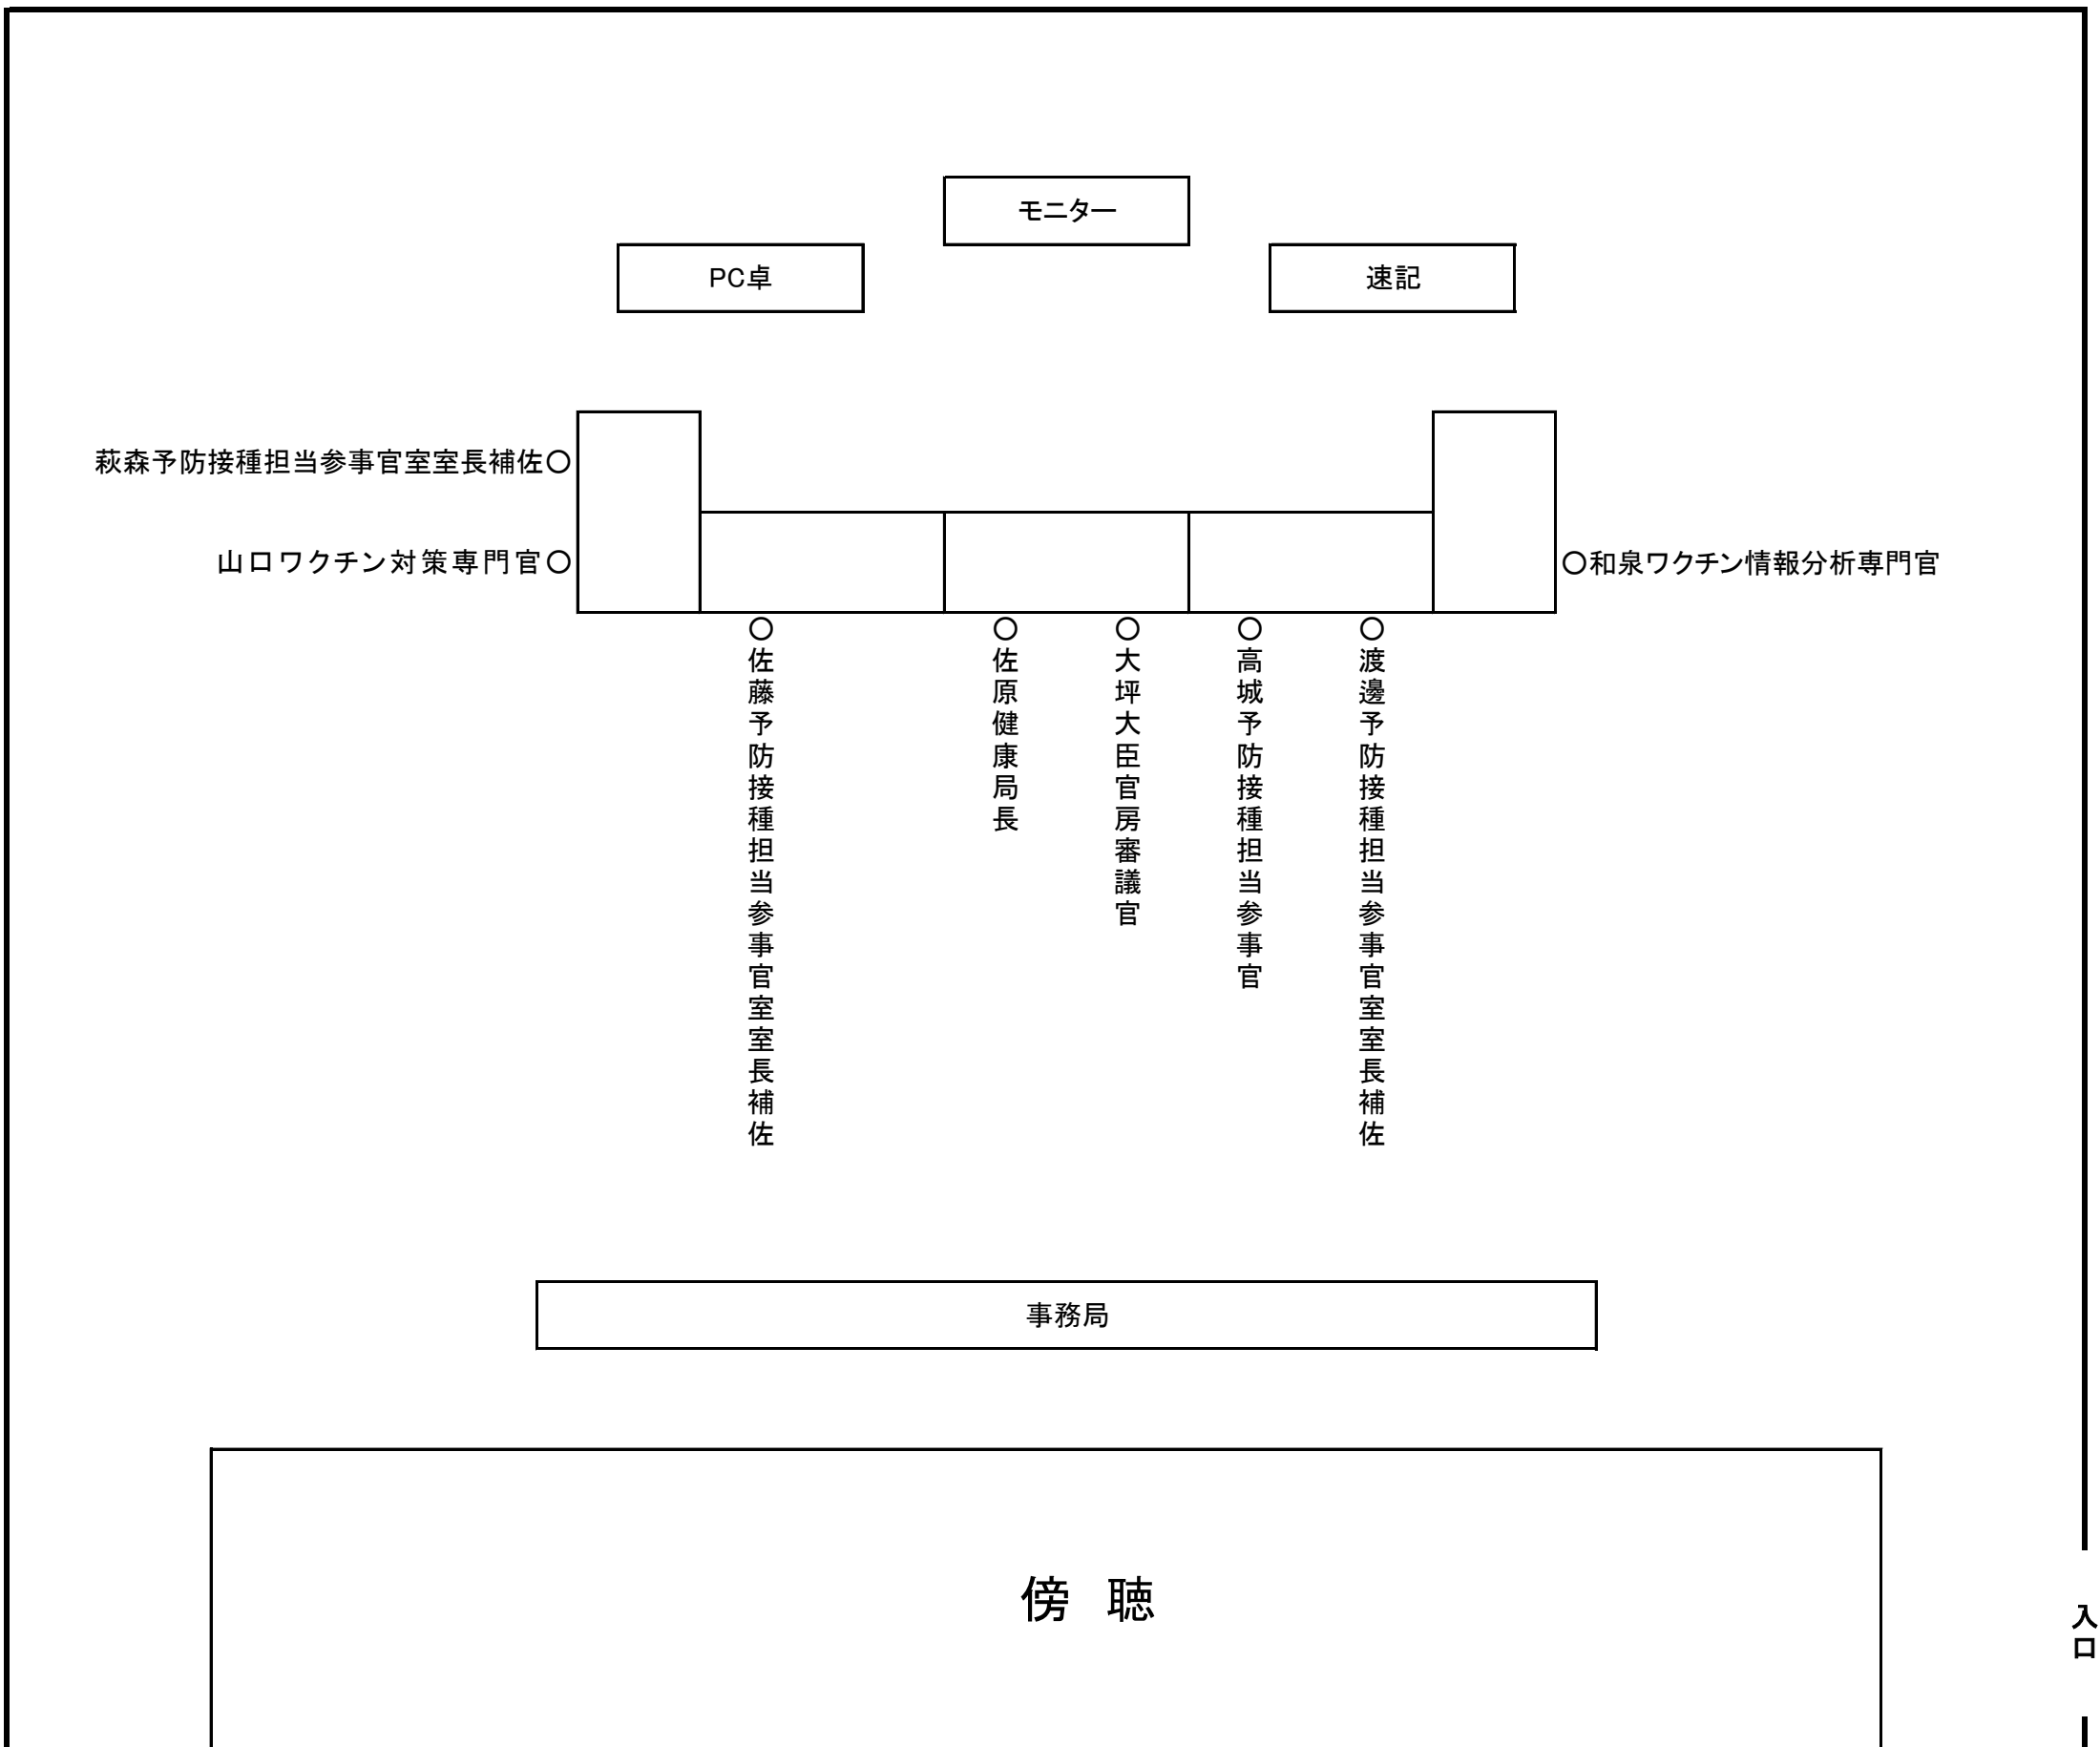 モニター
PC卓
速記
萩森予防接種担当参事官室室長補佐○
山口ワクチン対策専門官○
○和泉ワクチン情報分析専門官
○佐藤予防接種担当参事官室室長補佐
○佐原健康局長
○大坪大臣官房審議官
○高城予防接種担当参事官
○渡邊予防接種担当参事官室室長補佐
事務局
傍 聴
入口